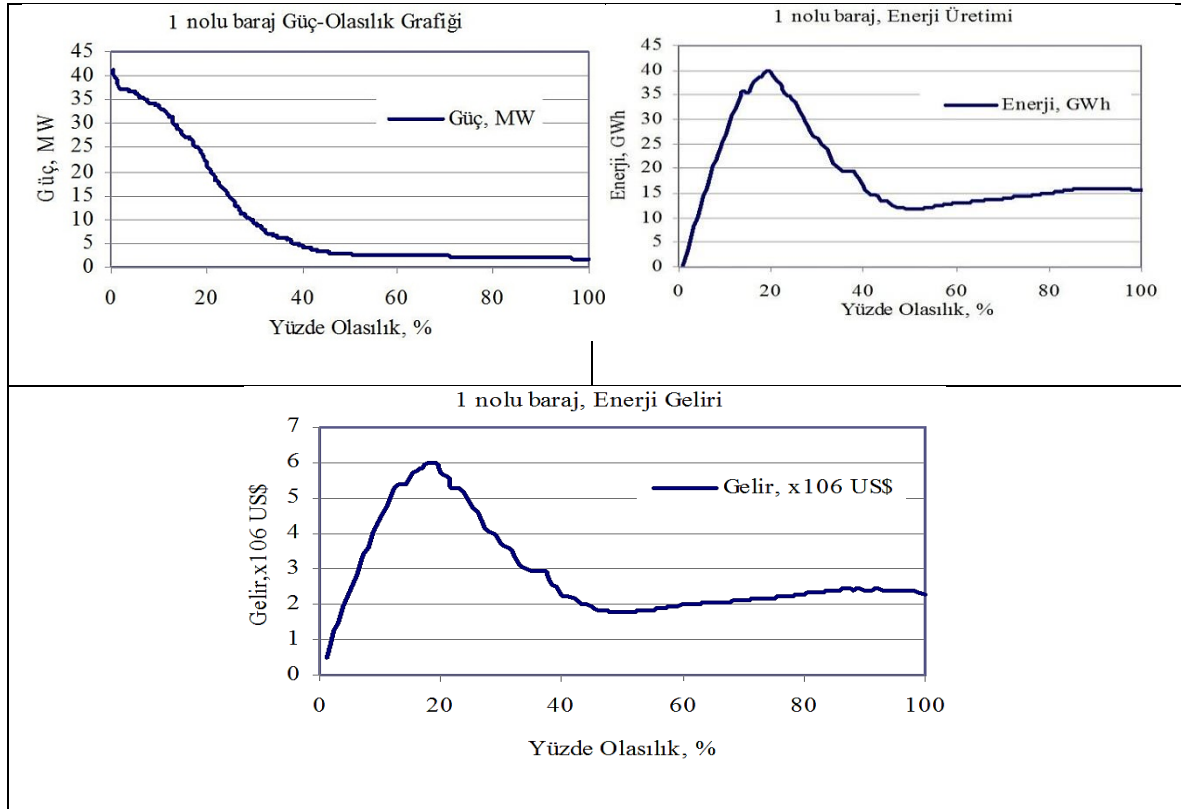 1 nolu baraj Güç-Olasılık Grafiği
45
40
35
30
25
20
15
10
5
0
Güç, MW
Güç, MW
0 20 40 60 80 100
Yüzde Olasılık, %
1 nolu baraj, Enerji Üretimi
45
40
35
30
25
20
15
10
5
0
Enerji, GWh
Enerji, GWh
0 20 40 60 80 100
Yüzde Olasılık, %
1 nolu baraj, Enerji Geliri
7
6
5
4
3
2
1
0
Gelir,x106 US$
Gelir, x106 US$
0 20 40 60 80 100
Yüzde Olasılık, %